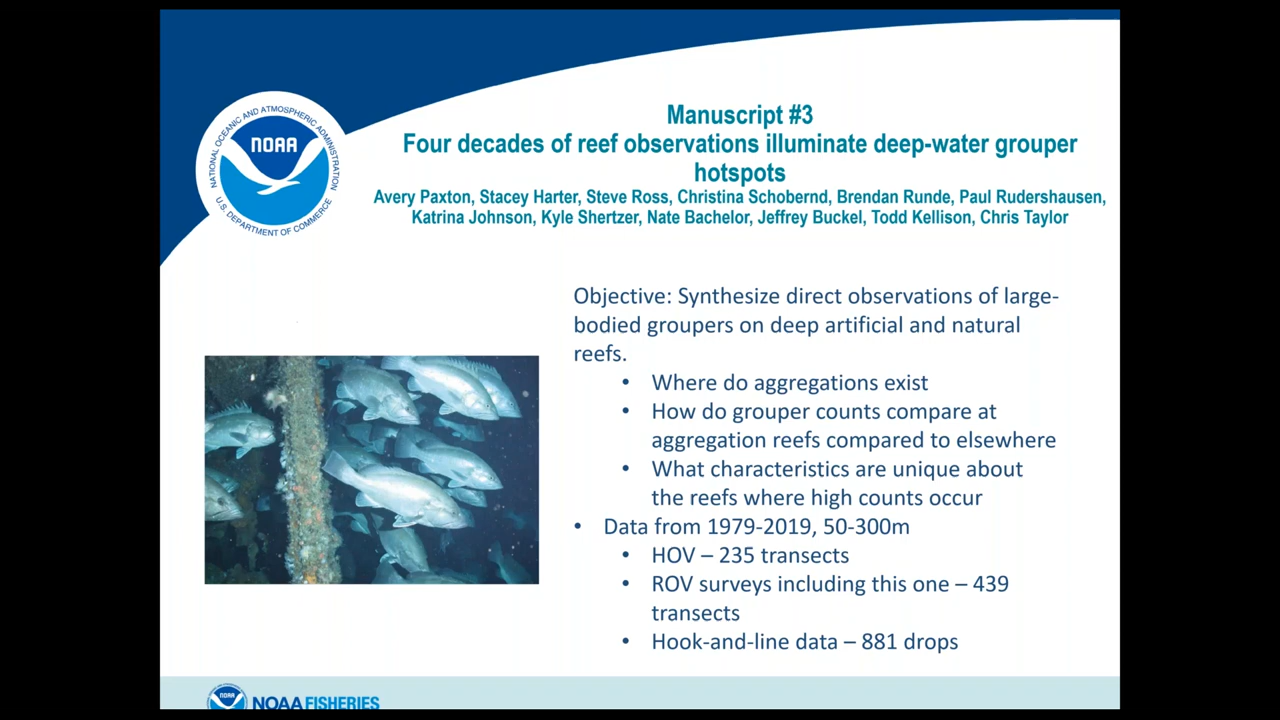 Manuscript #3
Four decades of reef observations illuminate deep-water grouper
hotspots
Avery Paxton, Stacey Harter, Steve Ross, Christina Schobernd, Brendan Runde, Paul Rudershausen,
Katrina Johnson, Kyle Shertzer, Nate Bachelor, Jeffrey Buckel, Todd Kellison, Chris Taylor
NATIONAL OCEANIC AND ATMOSPHERIC ADMINISTRATION
NOAA
U.S. DEPARTMENT OF COMMERCE
Objective: Synthesize direct observations of large-
bodied groupers on deep artificial and natural
reefs.
• Where do aggregations exist
• How do grouper counts compare at
aggregation reefs compared to elsewhere
• What characteristics are unique about
the reefs where high counts occur
• Data from 1979-2019, 50-300m
• HOV – 235 transects
• ROV surveys including this one – 439
transects
• Hook-and-line data – 881 drops
NOAA
NOAA FISHERIES